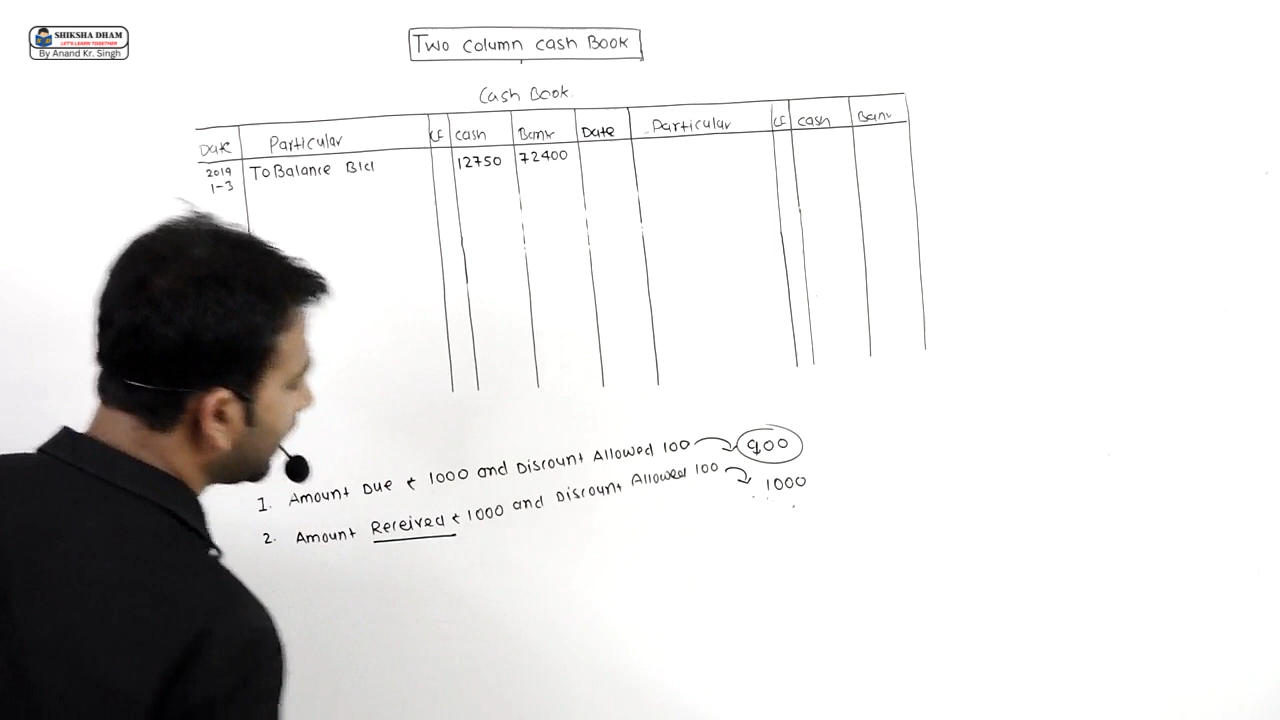 SHIKSHA DHAM
LET'S LEARN TOGETHER
By Anand Kr. Singh
Two column cash Book
Cash Book
Date Particular LF cash Bank Date Particular LF cash Bank
2019 To Balance B/d 12750 72400
1-3
1. Amount Due ₹ 1000 and Discount Allowed 100 900
2. Amount Received ₹ 1000 and Discount Allowed 100 1000